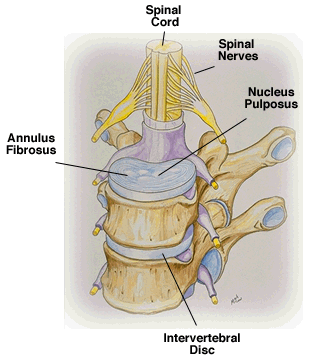 Spinal
Cord
Spinal
Nerves
Nucleus
Pulposus
Annulus
Fibrosus
Intervertebral
Disc